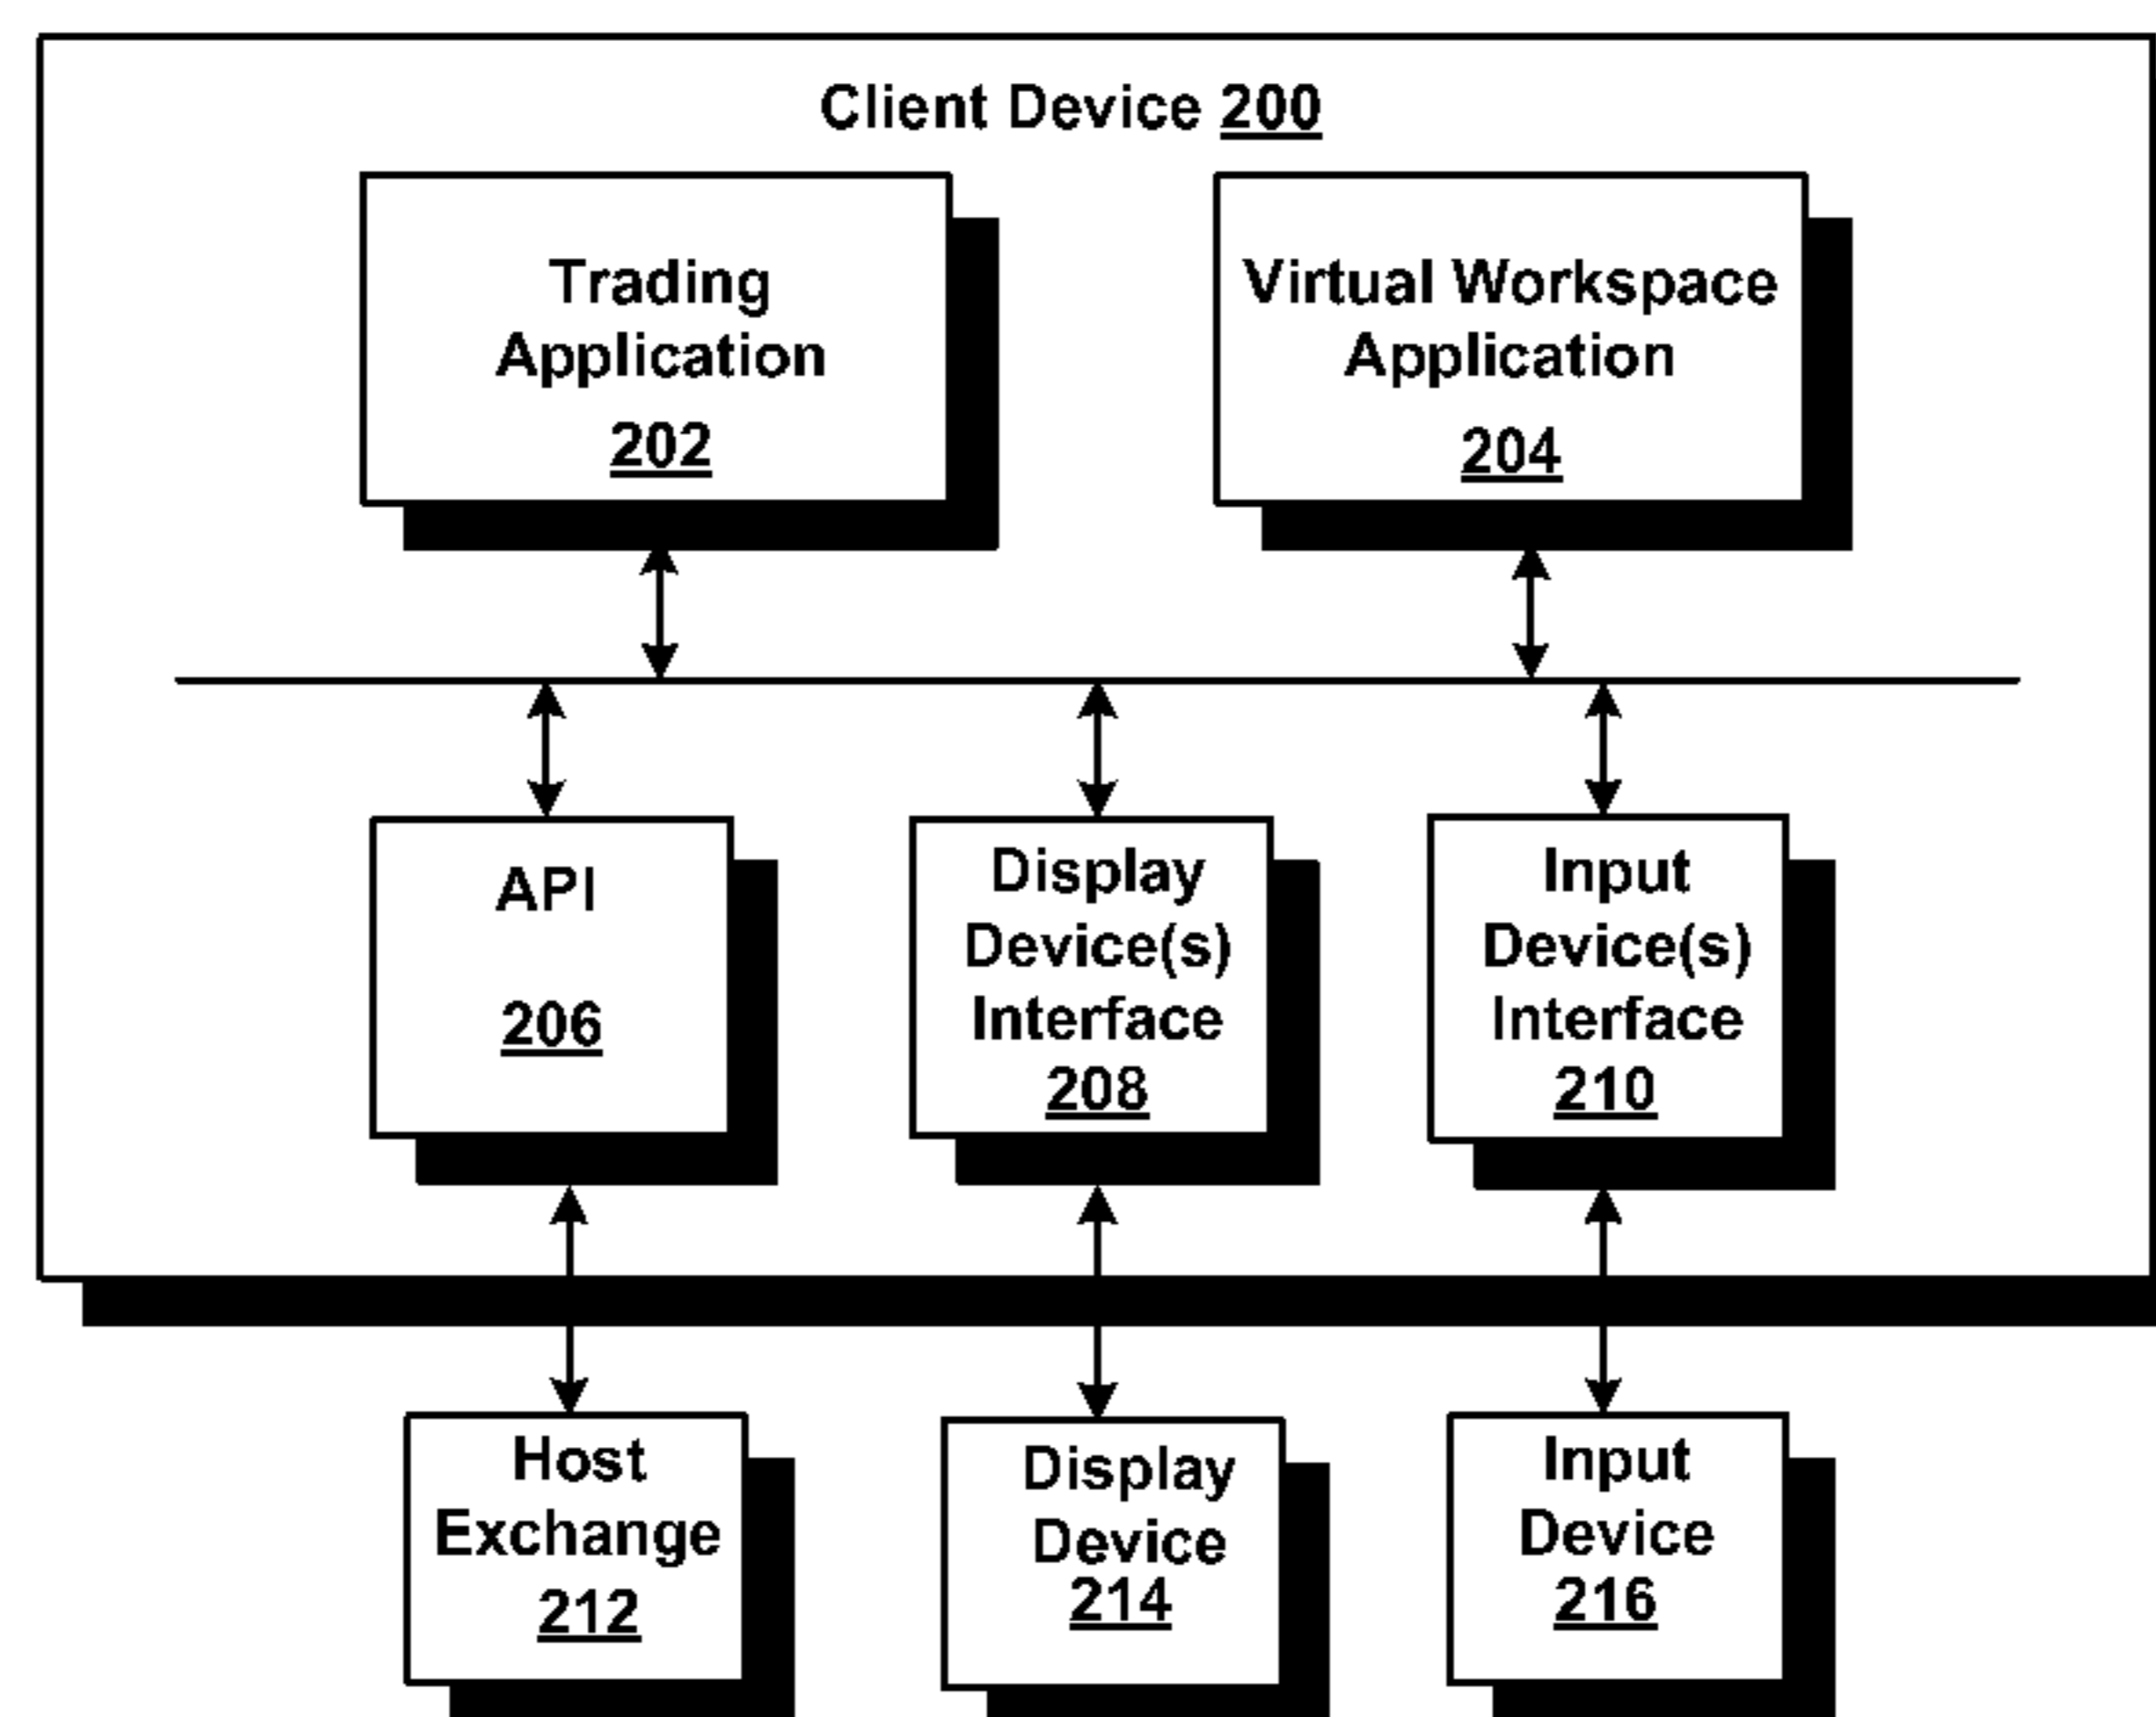 Client Device 200
Trading
Application
202
Virtual Workspace
Application
204
API
206
Display
Device(s)
Interface
208
Input
Device(s)
Interface
210
Host
Exchange
212
Display
Device
214
Input
Device
216